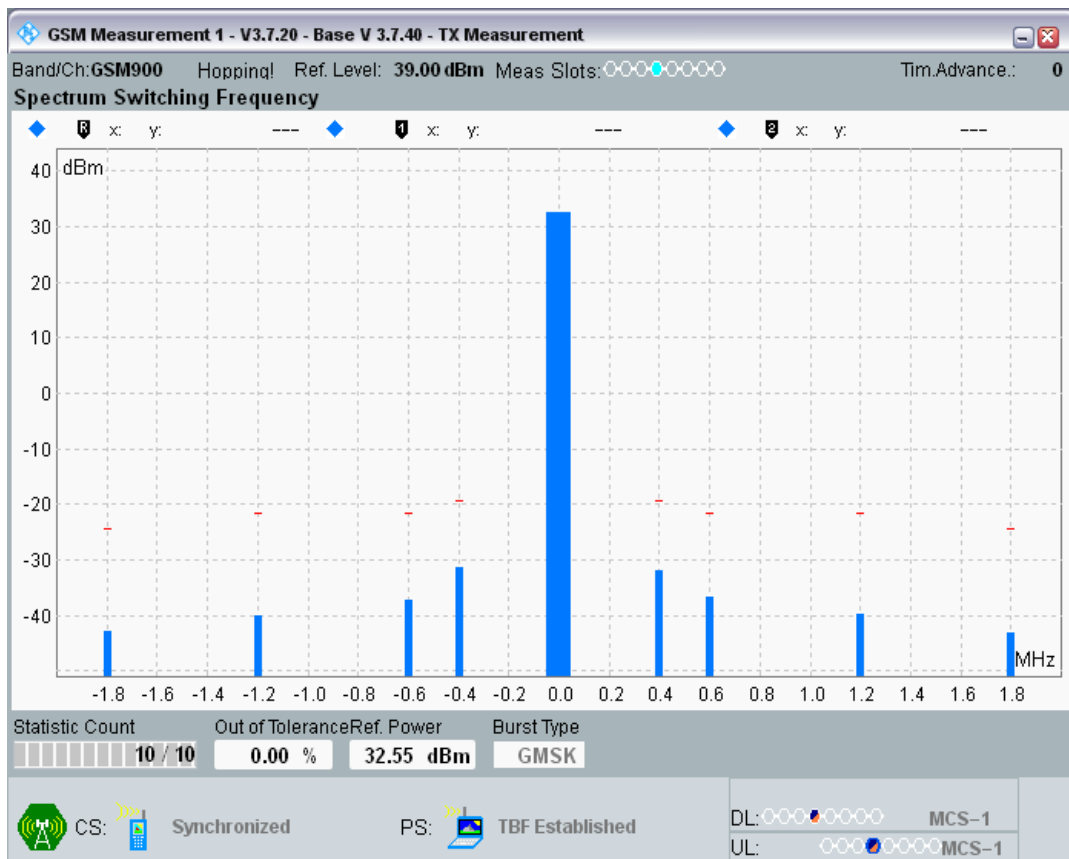 GSM Measurement 1 - V3.7.20 - Base V 3.7.40 - TX Measurement
Band/Ch:GSM900 Hopping! Ref. Level: 39.00 dBm Meas Slots: Tim.Advance.: 0
Spectrum Switching Frequency
R x: y: --- 1 x: y: --- 2 x: y: ---
dBm
40
30
20
10
0
-10
-20
-30
-40
MHz
-1.8 -1.6 -1.4 -1.2 -1.0 -0.8 -0.6 -0.4 -0.2 0.0 0.2 0.4 0.6 0.8 1.0 1.2 1.4 1.6 1.8
Statistic Count Out of Tolerance Ref. Power Burst Type
10 / 10 0.00 % 32.55 dBm GMSK
CS: Synchronized PS: TBF Established
DL: MCS-1
UL: MCS-1